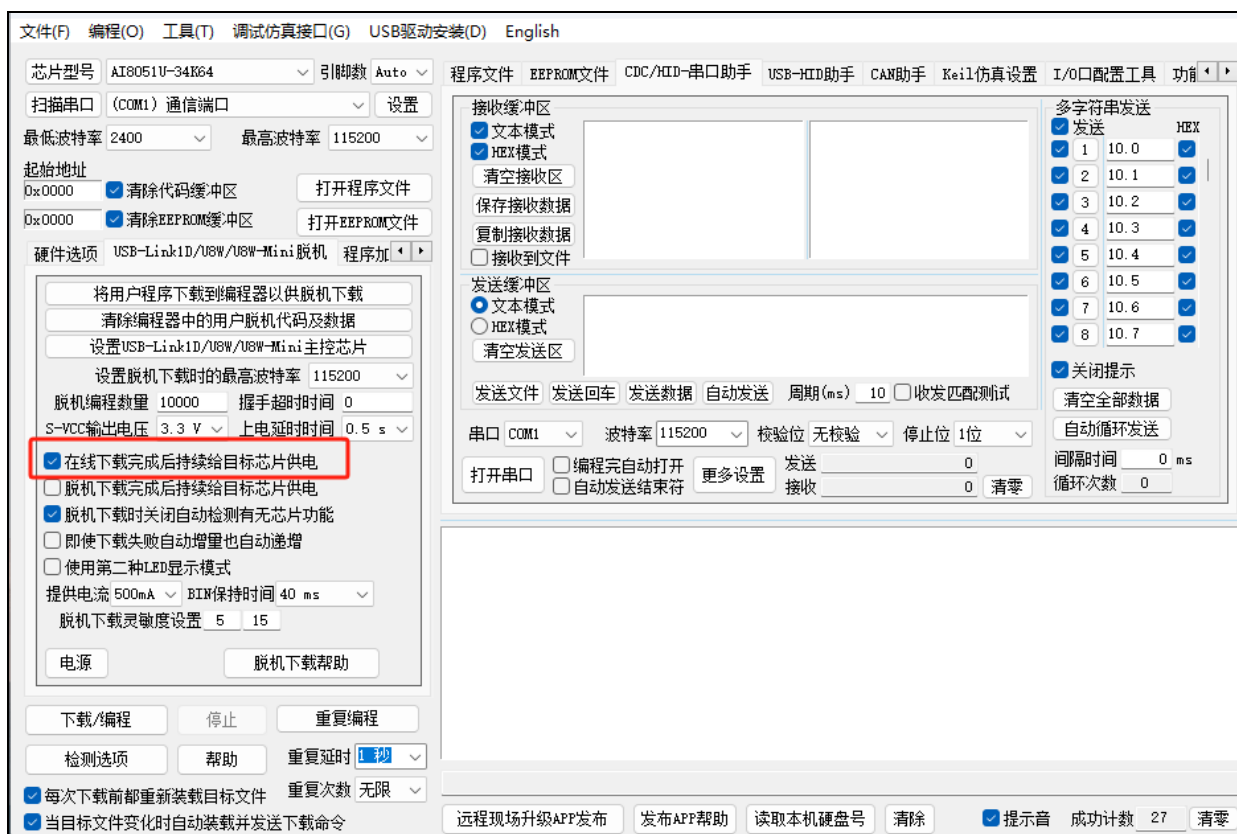 文件(F) 编程(O) 工具(T) 调试仿真接口(G) USB驱动安装(D) English
芯片型号 AI8051U-34K64 引脚数 Auto
扫描串口 (COM1) 通信端口 设置
最低波特率 2400 最高波特率 115200
起始地址
0x0000 清除代码缓冲区 打开程序文件
0x0000 清除EEPROM缓冲区 打开EEPROM文件
硬件选项 USB-Link1D/U8W/U8W-Mini脱机 程序加
将用户程序下载到编程器以供脱机下载
清除编程器中的用户脱机代码及数据
设置USB-Link1D/U8W/U8W-Mini主控芯片
设置脱机下载时的最高波特率 115200
脱机编程数量 10000 握手超时时间 0
S-VCC输出电压 3.3 V 上电延时时间 0.5 s
在线下载完成后持续给目标芯片供电
脱机下载完成后持续给目标芯片供电
脱机下载时关闭自动检测有无芯片功能
即使下载失败自动增量也自动递增
使用第二种LED显示模式
提供电流 500mA BIN保持时间 40 ms
脱机下载灵敏度设置 5 15
电源 脱机下载帮助
下载/编程 停止 重复编程
检测选项 帮助 重复延时 1 秒
每次下载前都重新装载目标文件 重复次数 无限
当目标文件变化时自动装载并发送下载命令
程序文件 EEPROM文件 CDC/HID-串口助手 USB-HID助手 CAN助手 Keil仿真设置 I/O口配置工具 功能
接收缓冲区
文本模式
HEX模式
清空接收区
保存接收数据
复制接收数据
接收到文件
发送缓冲区
文本模式
HEX模式
清空发送区
发送文件 发送回车 发送数据 自动发送 周期(ms) 10 收发匹配测试
串口 COM1 波特率 115200 校验位 无校验 停止位 1位
打开串口 编程完自动打开 更多设置 发送 0
自动发送结束符 接收 0 清零
多字符串发送
发送 HEX
1 10.0
2 10.1
3 10.2
4 10.3
5 10.4
6 10.5
7 10.6
8 10.7
关闭提示
清空全部数据
自动循环发送
间隔时间 0 ms
循环次数 0
远程现场升级APP发布 发布APP帮助 读取本机硬盘号 清除 提示音 成功计数 27 清零